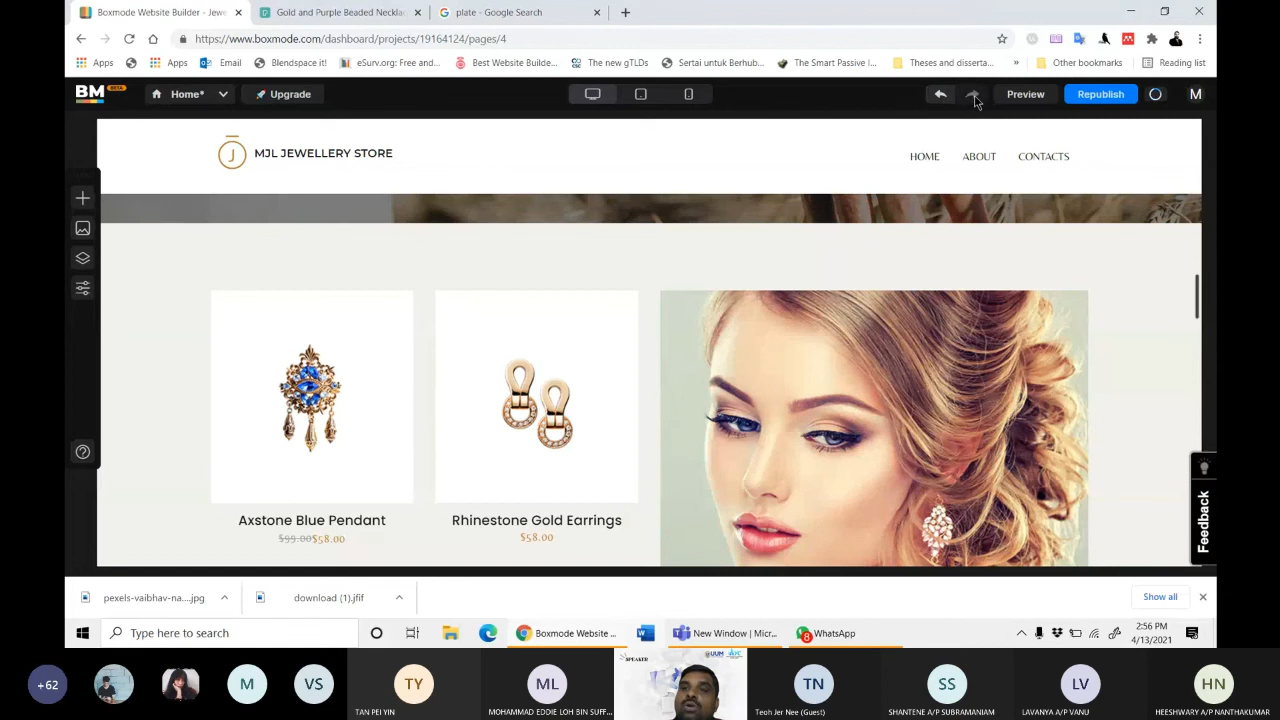 Boxmode Website Builder - Jewe
Gold and Purple Beaded Necklac
plate - Google Search
https://www.boxmode.com/dashboard/projects/19164124/pages/4
Apps
Apps
Email
Blendspace it!
eSurv.org: Free and...
Best Website Builde...
The new gTLDs
Sertai untuk Berhub...
The Smart Passive I...
Theses and disserta...
»
Other bookmarks
Reading list
BM BETA
Home*
Upgrade
Preview
Republish
M
J
MJL JEWELLERY STORE
HOME
ABOUT
CONTACTS
Axstone Blue Pendant
Rhinestone Gold Earrings
$99.00$58.00
$58.00
Feedback
pexels-vaibhav-na....jpg
download (1).jfif
Show all
Type here to search
Boxmode Website ...
New Window | Micr...
8
WhatsApp
2:56 PM
4/13/2021
+62
M
VS
TY
TAN PEI YIN
ML
MOHAMMAD EDDIE LOH BIN SUFF...
SPEAKER
UUM
TN
Teoh Jer Nee (Guest)
SS
SHANTENE A/P SUBRAMANIAM
LV
LAVANYA A/P VANU
HN
HEESHWARY A/P NANTHAKUMAR